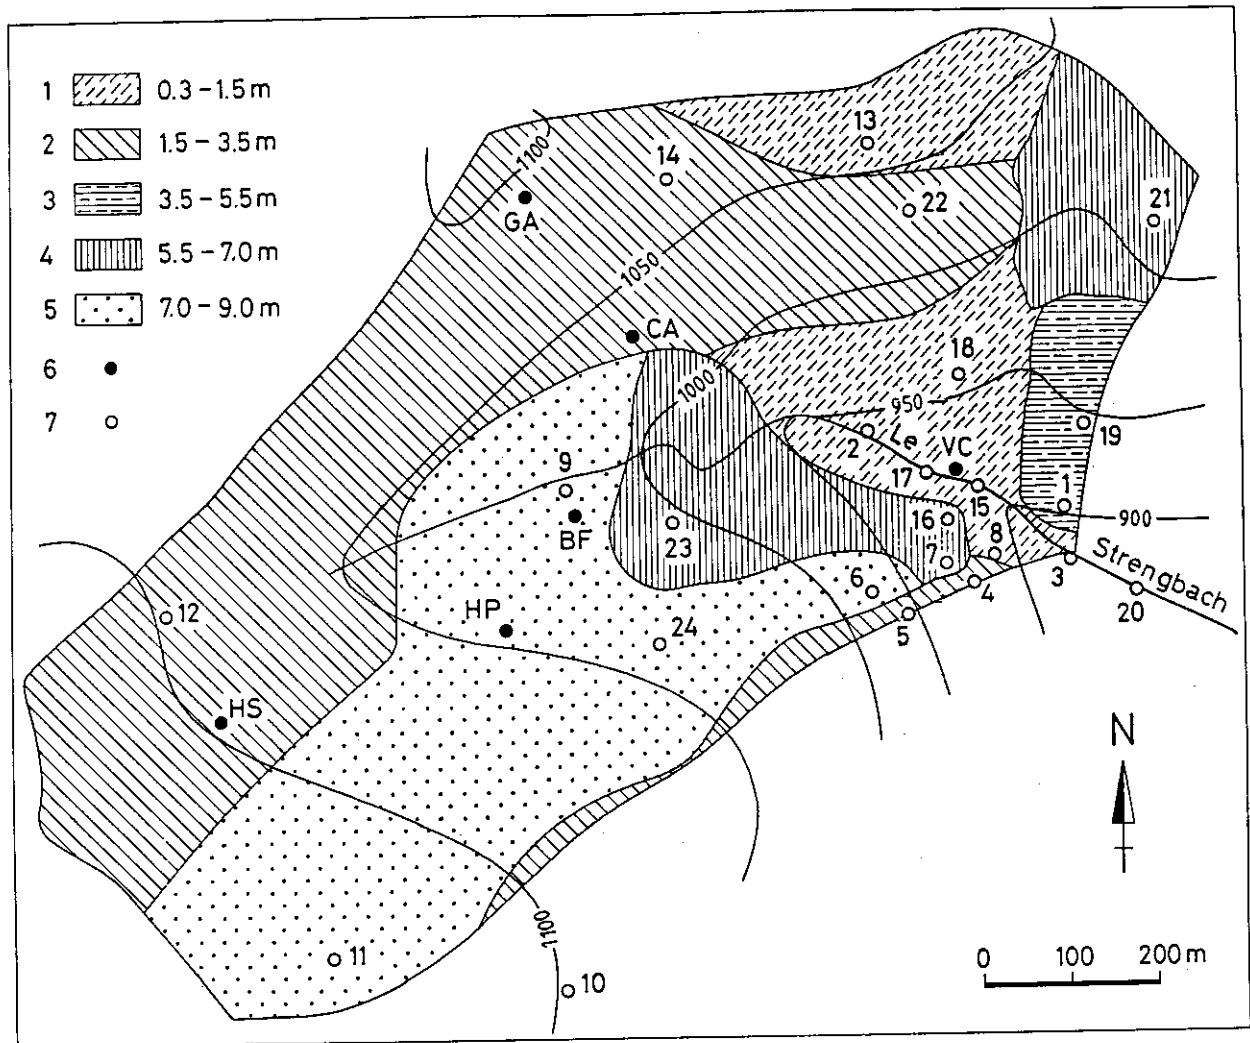 1 0.3 – 1.5 m
2 1.5 – 3.5 m
3 3.5 – 5.5 m
4 5.5 – 7.0 m
5 7.0 – 9.0 m
6
7
1100
GA
14
13
22
21
1050
CA
1000
18
950
19
2
Le
VC
17
15
1
900
9
BF
23
16
7
8
3
Strengbach
20
4
6
5
12
HP
24
HS
11
1100
10
N
0 100 200 m